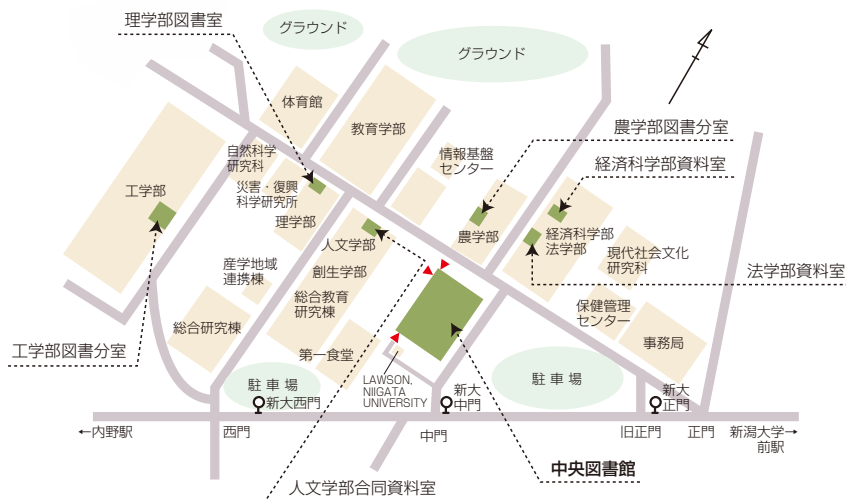 理学部図書室
グラウンド
グラウンド
体育館
教育学部
農学部図書分室
情報基盤
センター
経済科学部資料室
自然科学
研究科
災害・復興
科学研究所
工学部
理学部
人文学部
農学部
経済科学部
法学部
現代社会文化
研究科
法学部資料室
産学地域
連携棟
創生学部
総合教育
研究棟
保健管理
センター
総合研究棟
事務局
工学部図書分室
第一食堂
LAWSON,
NIIGATA
UNIVERSITY
駐車場
新大西門
新大
中門
駐車場
新大
正門
←内野駅
西門
中門
旧正門
正門
新潟大学→
前駅
中央図書館
人文学部合同資料室